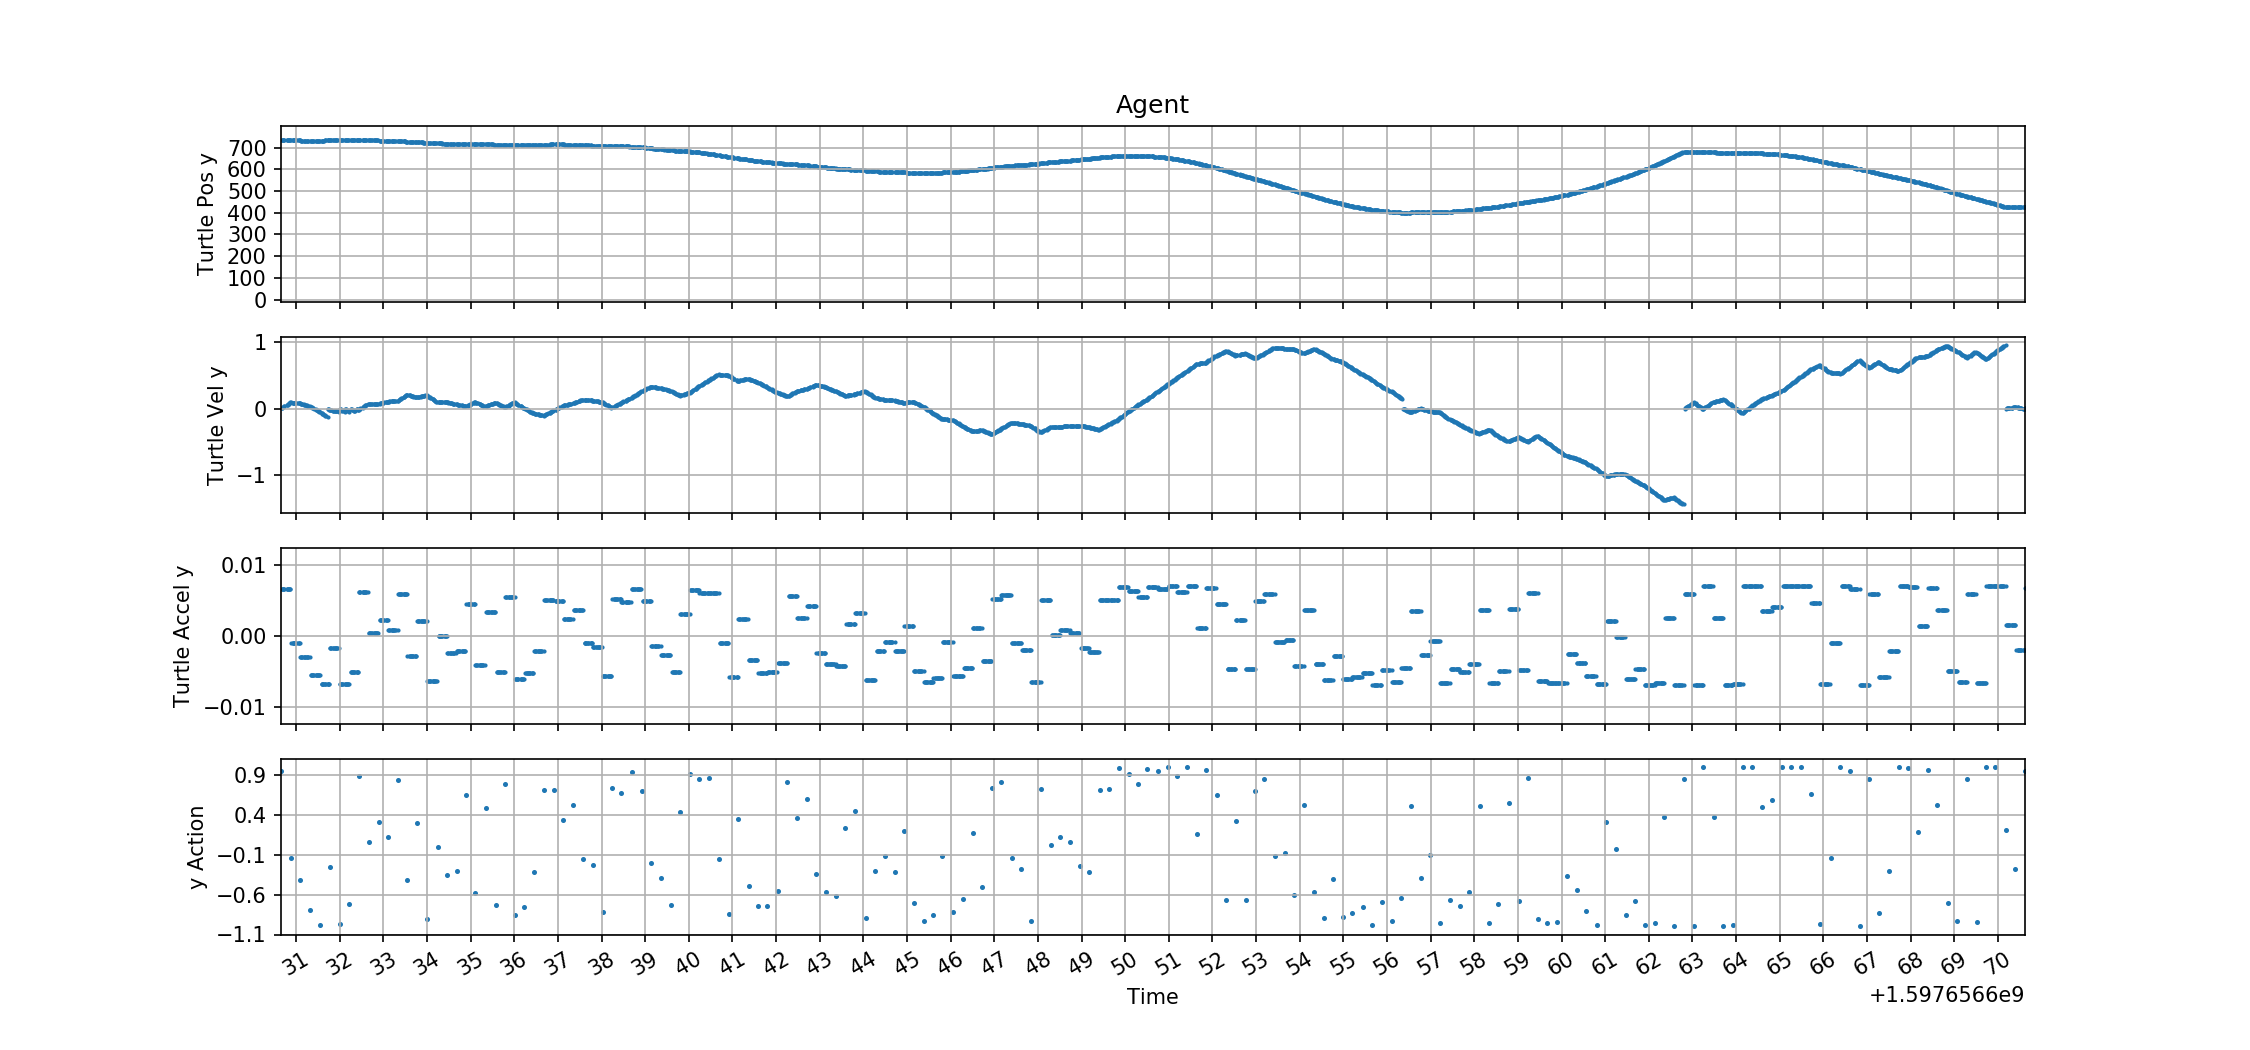 Agent
Turtle Pos y
700
600
500
400
300
200
100
0
Turtle Vel y
1
0
−1
Turtle Accel y
0.01
0.00
−0.01
y Action
0.9
0.4
−0.1
−0.6
−1.1
31 32 33 34 35 36 37 38 39 40 41 42 43 44 45 46 47 48 49 50 51 52 53 54 55 56 57 58 59 60 61 62 63 64 65 66 67 68 69 70
Time
+1.5976566e9